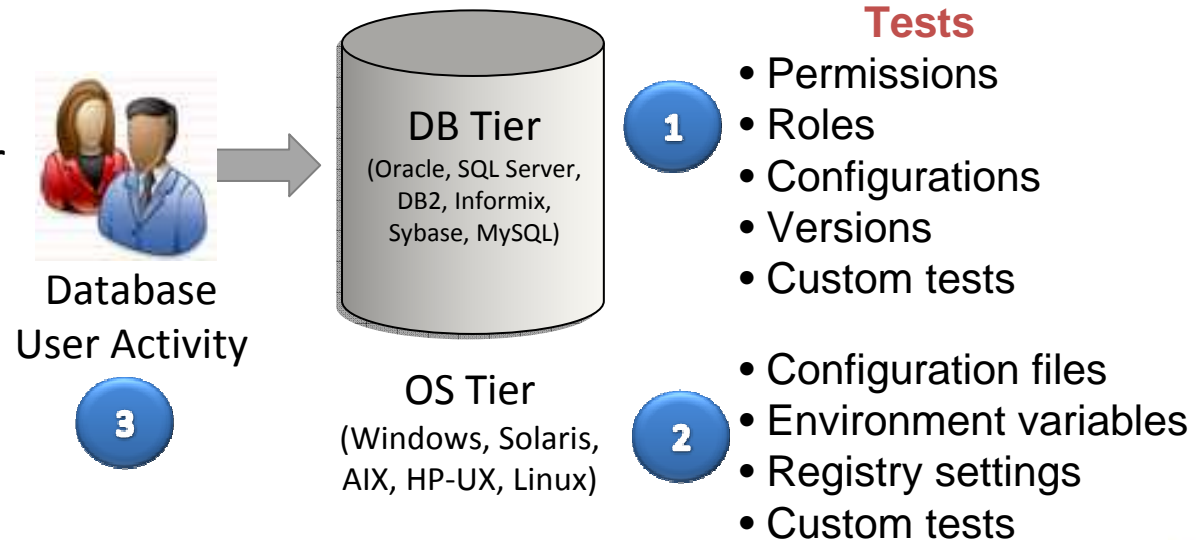 Tests
• Permissions
• Roles
• Configurations
• Versions
• Custom tests
1
DB Tier
(Oracle, SQL Server,
DB2, Informix,
Sybase, MySQL)
r
Database
User Activity
3
OS Tier
(Windows, Solaris,
AIX, HP-UX, Linux)
2
• Configuration files
• Environment variables
• Registry settings
• Custom tests